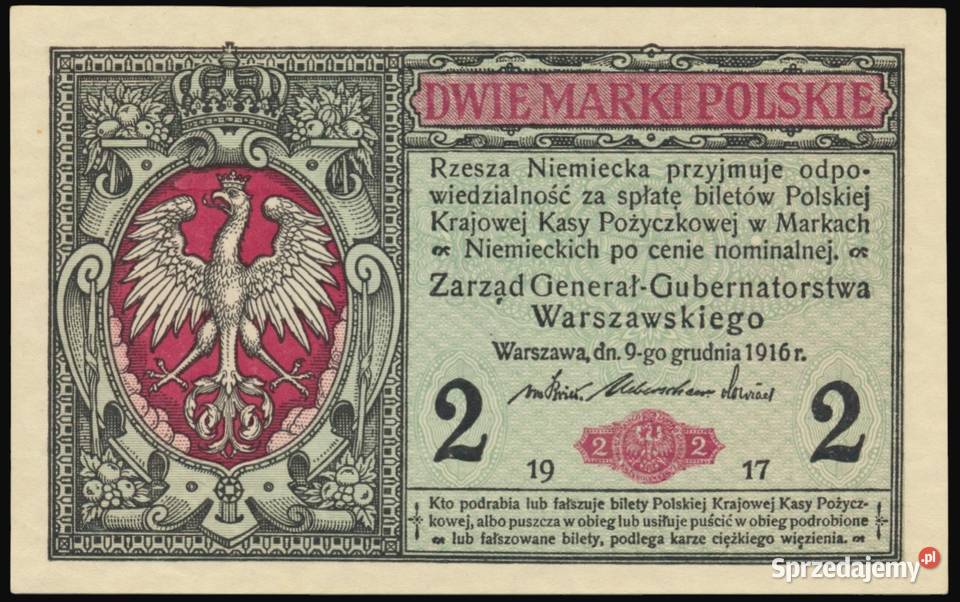 DWIE MARKI POLSKIE
Rzesza Niemiecka przyjmuje odpo-
wiedzialność za spłatę biletów Polskiej
Krajowej Kasy Pożyczkowej w Markach
Niemieckich po cenie nominalnej.
Zarząd Generał-Gubernatorstwa
Warszawskiego
Warszawa, dn. 9-go grudnia 1916 r.
2 2
2 2
19 17
Kto podrabia lub fałszuje bilety Polskiej Krajowej Kasy Pożycz-
kowej, albo puszcza w obieg lub usiłuje puścić w obieg podrobione
lub fałszowane bilety, podlega karze ciężkiego więzienia.
Sprzedajemy.pl